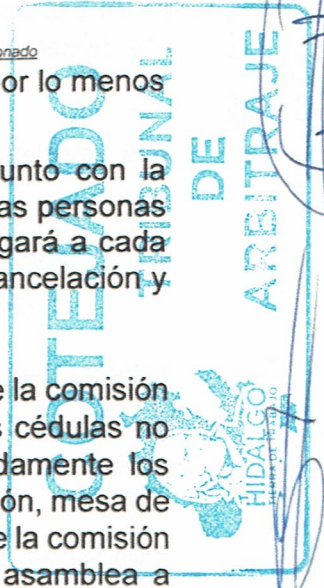 onado
or lo menos
unto con la
as personas
gará a cada
ancelación y
e la comisión
s cédulas no
damente los
ón, mesa de
e la comisión
asamblea a
COTEJADO
TRIBUNAL
DE
ARBITRAJE
HIDALGO